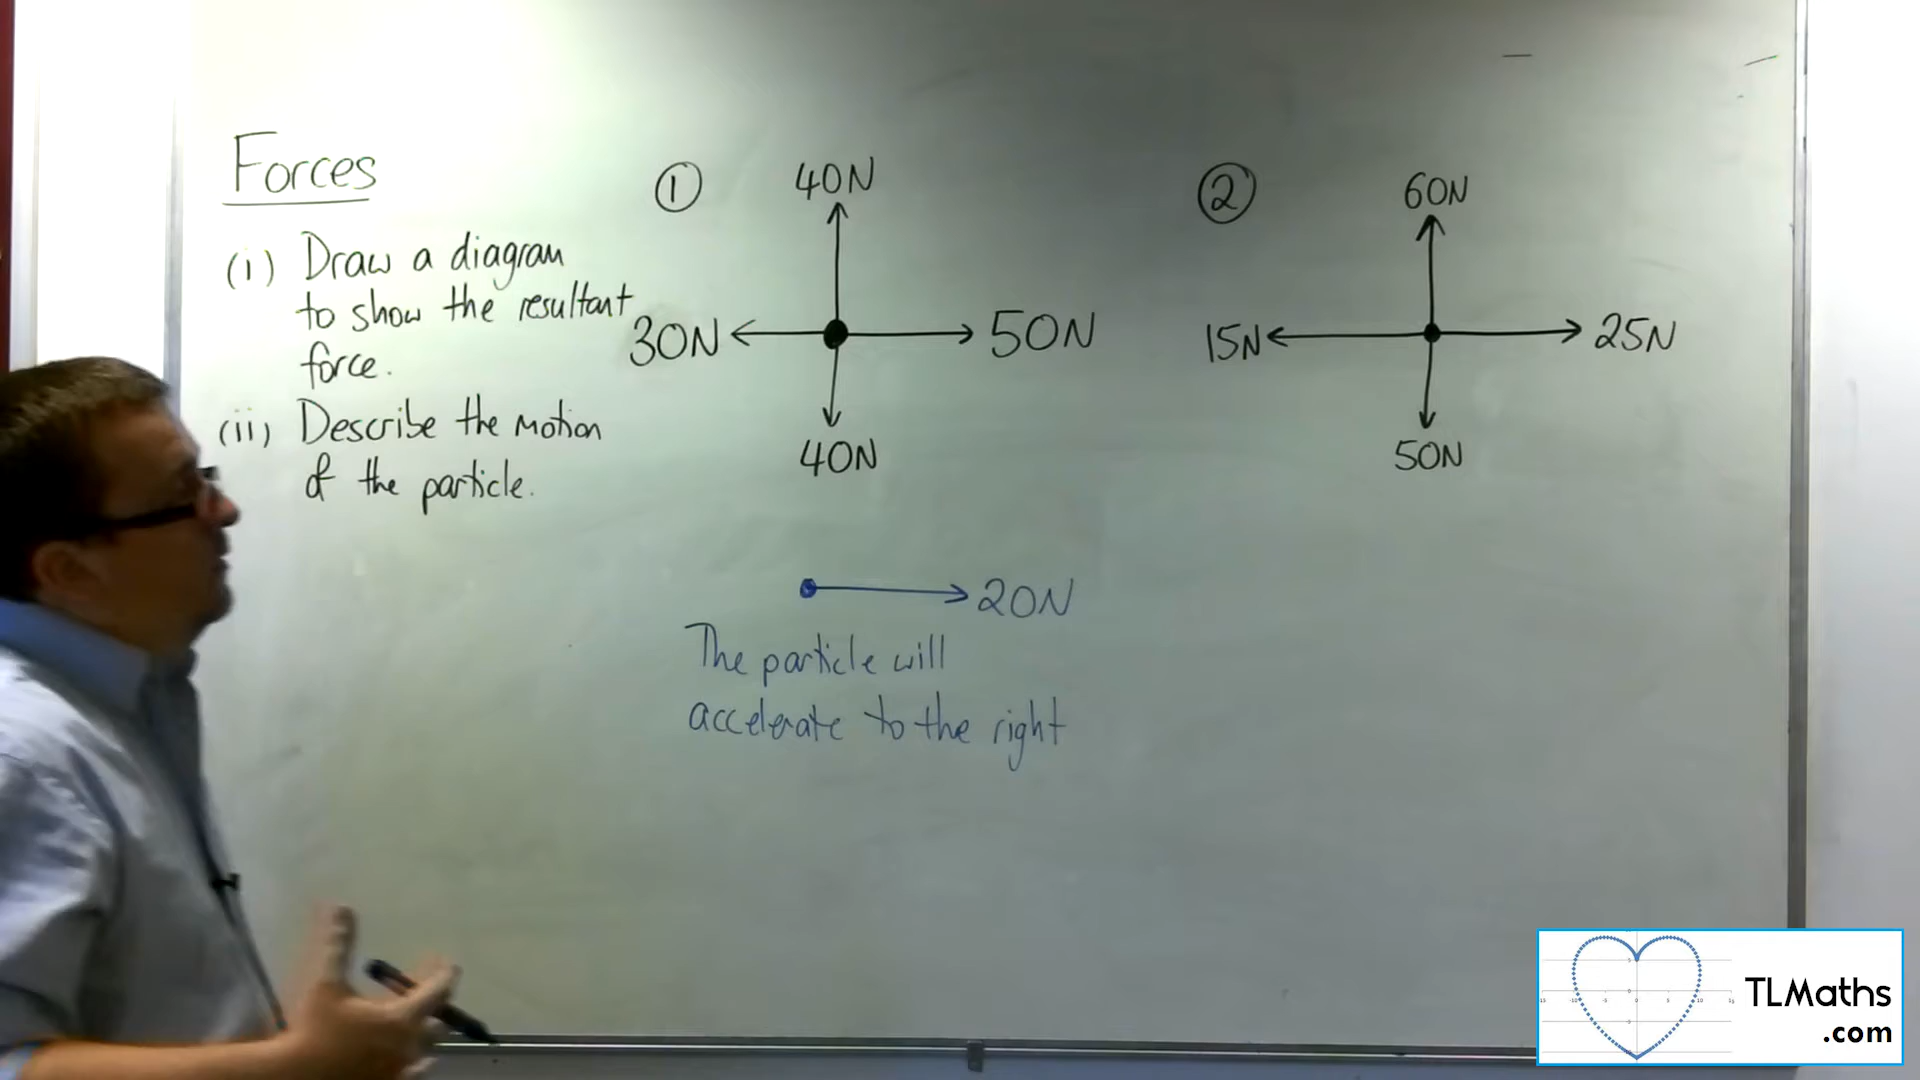 Forces
(i) Draw a diagram
to show the resultant
force.
(ii) Describe the motion
of the particle.
①
40N
30N
50N
40N
20N
The particle will
accelerate to the right
②
60N
15N
25N
50N
TLMaths
.com